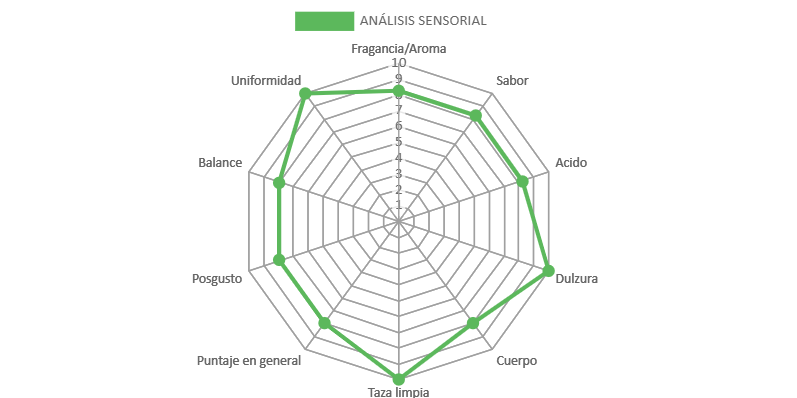 ANÁLISIS SENSORIAL
Fragancia/Aroma
10
9
8
7
6
5
4
3
2
1
Sabor
Acido
Dulzura
Cuerpo
Taza limpia
Puntaje en general
Posgusto
Balance
Uniformidad